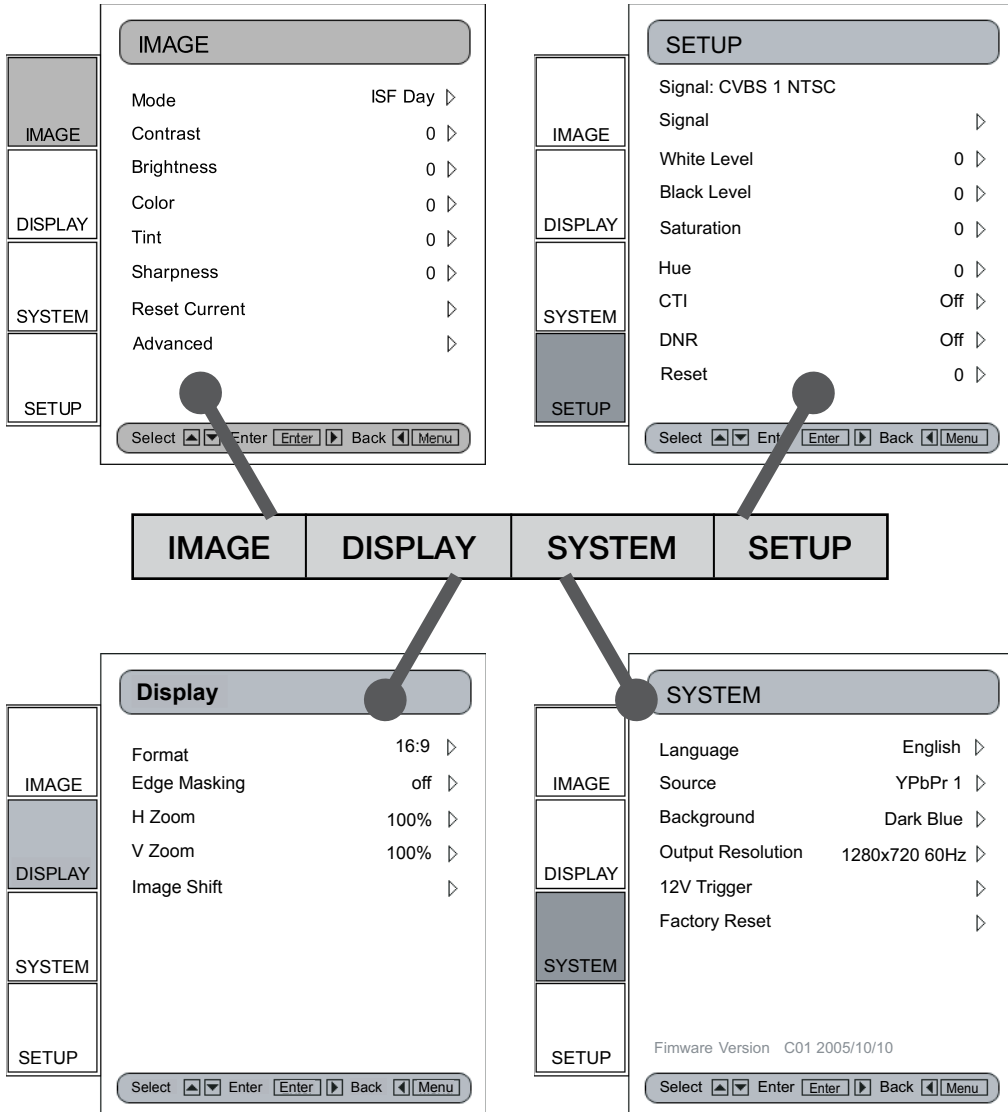 IMAGE
IMAGE
DISPLAY
SYSTEM
SETUP
Mode ISF Day
Contrast 0
Brightness 0
Color 0
Tint 0
Sharpness 0
Reset Current
Advanced
Select Enter Enter Back Menu
SETUP
IMAGE
DISPLAY
SYSTEM
SETUP
Signal: CVBS 1 NTSC
Signal
White Level 0
Black Level 0
Saturation 0
Hue 0
CTI Off
DNR Off
Reset 0
Select Enter Enter Back Menu
IMAGE DISPLAY SYSTEM SETUP
Display
IMAGE
DISPLAY
SYSTEM
SETUP
Format 16:9
Edge Masking off
H Zoom 100%
V Zoom 100%
Image Shift
Select Enter Enter Back Menu
SYSTEM
IMAGE
DISPLAY
SYSTEM
SETUP
Language English
Source YPbPr 1
Background Dark Blue
Output Resolution 1280x720 60Hz
12V Trigger
Factory Reset
Fimware Version C01 2005/10/10
Select Enter Enter Back Menu